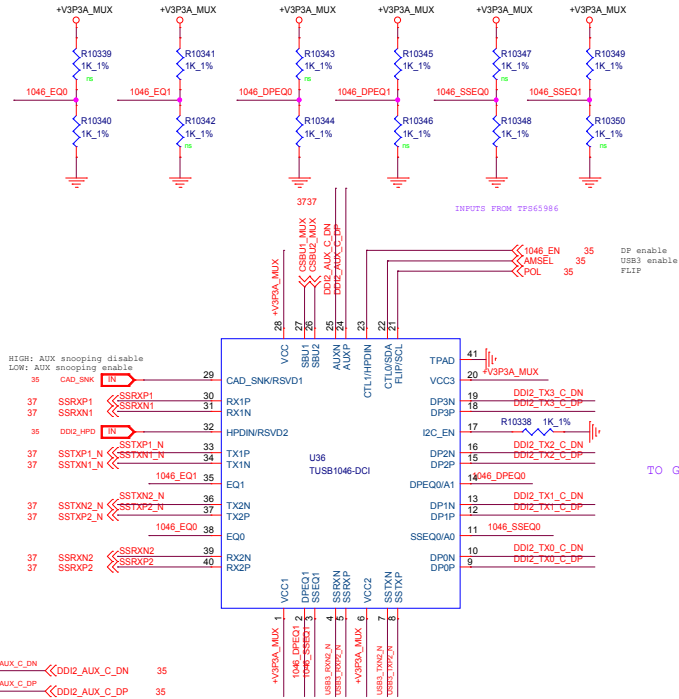 +V3P3A_MUX +V3P3A_MUX +V3P3A_MUX +V3P3A_MUX +V3P3A_MUX +V3P3A_MUX
R10339 R10341 R10343 R10345 R10347 R10349
1K_1% 1K_1% 1K_1% 1K_1% 1K_1% 1K_1%
ns ns
1046_EQ0 1046_EQ1 1046_DPEQ0 1046_DPEQ1 1046_SSEQ0 1046_SSEQ1
R10340 R10342 R10344 R10346 R10348 R10350
1K_1% 1K_1% 1K_1% 1K_1% 1K_1% 1K_1%
ns ns ns ns
INPUTS FROM TPS65986
3737
+V3P3A_MUX
CSBU1_MUX
CSBU2_MUX
DDI2_AUX_C_DN
DDI2_AUX_C_DP
1046_EN 35 DP enable
AMSEL 35 USB3 enable
POL 35 FLIP
28 27 26 25 24 23 22 21
VCC
SBU1
SBU2
AUXN
AUXP
CTL1/HPDIN
CTL0/SDA
FLIP/SCL
HIGH: AUX snooping disable
LOW: AUX snooping enable
35 CAD_SNK IN 29 CAD_SNK/RSVD1
37 SSRXP1 SSRXP1 30 RX1P
37 SSRXN1 SSRXN1 31 RX1N
35 DDI2_HPD IN 32 HPDIN/RSVD2
37 SSTXP1_N SSTXP1_N 33 TX1P
37 SSTXN1_N SSTXN1_N 34 TX1N
1046_EQ1 35 EQ1
37 SSTXN2_N SSTXN2_N 36 TX2N
37 SSTXP2_N SSTXP2_N 37 TX2P
1046_EQ0 38 EQ0
37 SSRXN2 SSRXN2 39 RX2N
37 SSRXP2 SSRXP2 40 RX2P
U36
TUSB1046-DCI
TPAD 41
VCC3 20 +V3P3A_MUX
DP3N 19 DDI2_TX3_C_DN
DP3P 18 DDI2_TX3_C_DP
I2C_EN 17 R10338 1K_1%
DP2N 16 DDI2_TX2_C_DN
DP2P 15 DDI2_TX2_C_DP
TO G
DPEQ0/A1 14 1046_DPEQ0
DP1N 13 DDI2_TX1_C_DN
DP1P 12 DDI2_TX1_C_DP
SSEQ0/A0 11 1046_SSEQ0
DP0N 10 DDI2_TX0_C_DN
DP0P 9 DDI2_TX0_C_DP
VCC1
DPEQ1
SSEQ1
SSRXN
SSRXP
VCC2
SSTXN
SSTXP
1 2 3 4 5 6 7 8
+V3P3A_MUX
1046_DPEQ1
1046_SSEQ1
USB3_RXN2_N
USB3_RXP2_N
+V3P3A_MUX
USB3_TXN2_N
USB3_TXP2_N
AUX_C_DN DDI2_AUX_C_DN 35
AUX_C_DP DDI2_AUX_C_DP 35